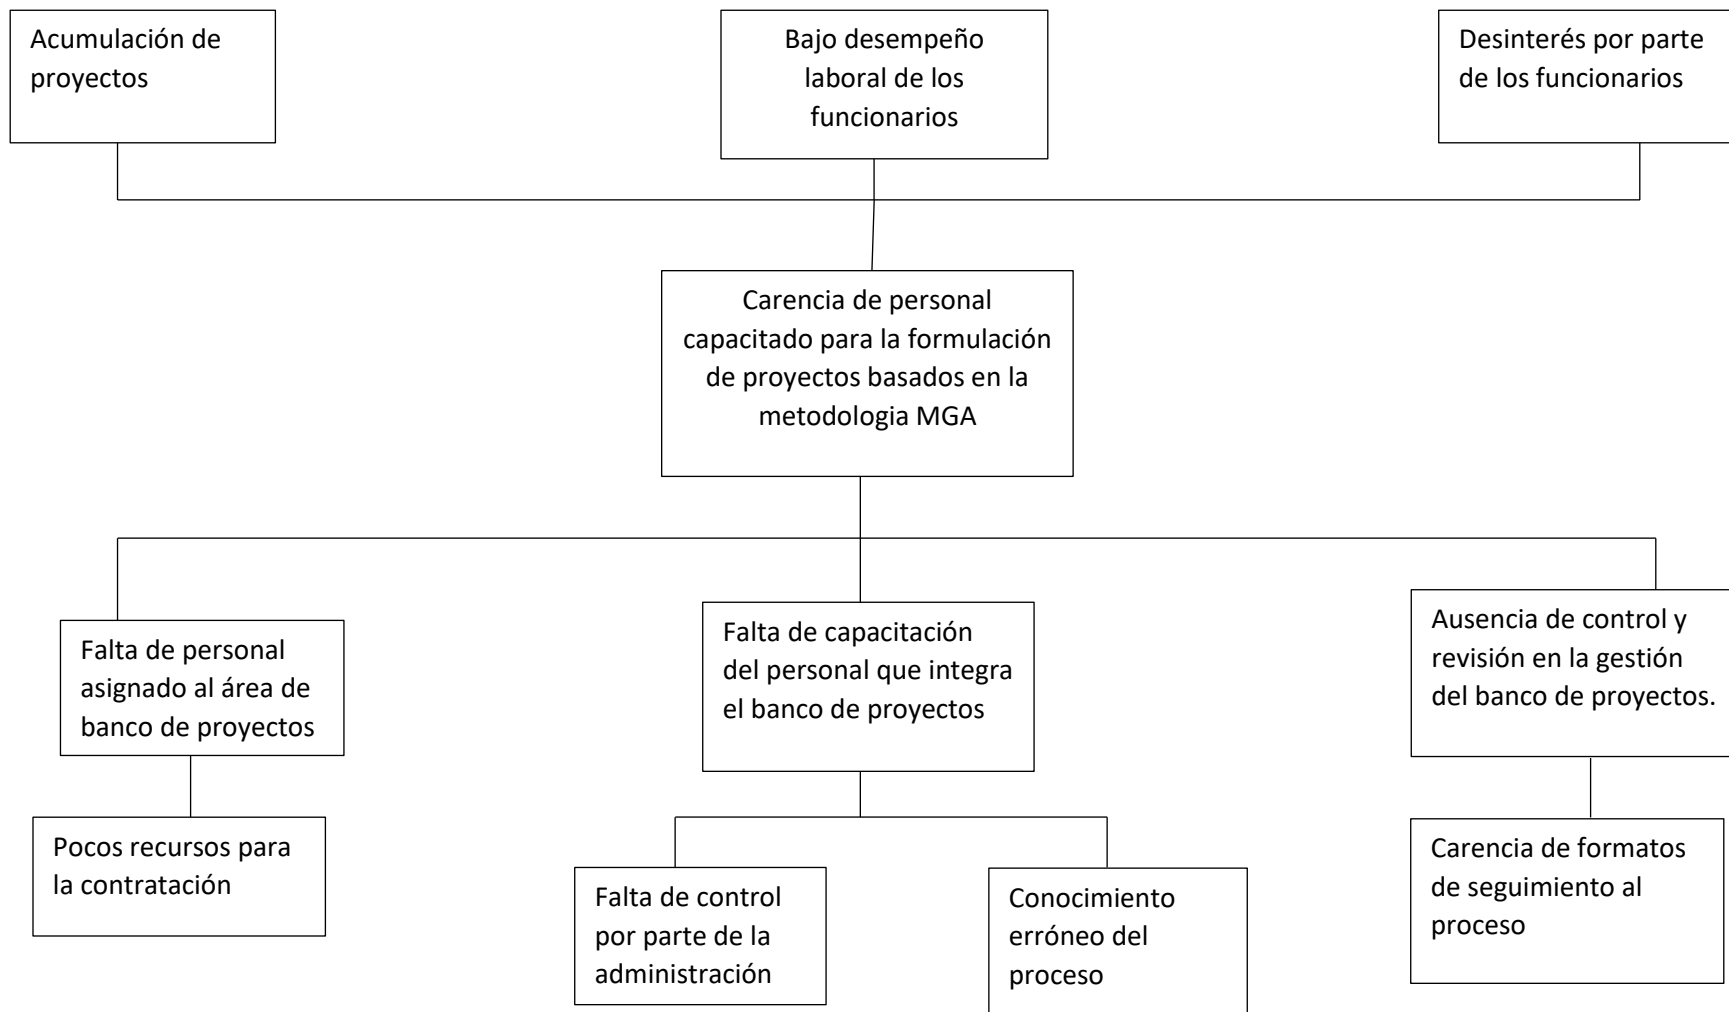 Acumulación de
proyectos
Bajo desempeño
laboral de los
funcionarios
Desinterés por parte
de los funcionarios
Carencia de personal
capacitado para la formulación
de proyectos basados en la
metodologia MGA
Falta de personal
asignado al área de
banco de proyectos
Falta de capacitación
del personal que integra
el banco de proyectos
Ausencia de control y
revisión en la gestión
del banco de proyectos.
Pocos recursos para
la contratación
Falta de control
por parte de la
administración
Conocimiento
erróneo del
proceso
Carencia de formatos
de seguimiento al
proceso